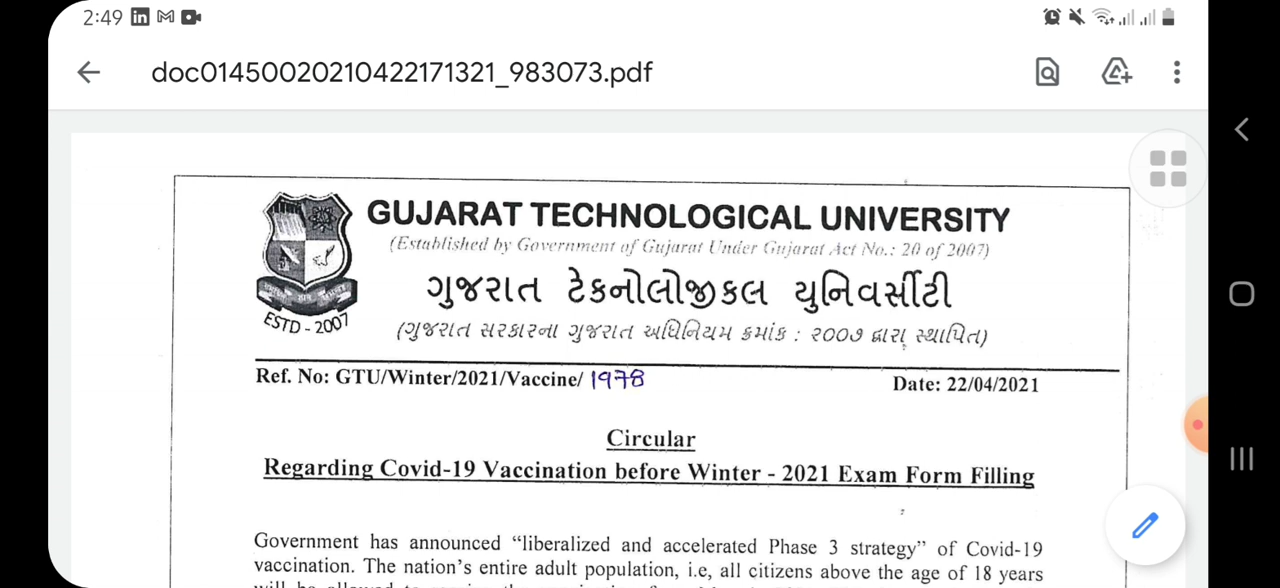 2:49
doc01450020210422171321_983073.pdf
GUJARAT TECHNOLOGICAL UNIVERSITY
(Established by Government of Gujarat Under Gujarat Act No.: 20 of 2007)
ગુજરાત ટેકનોલોજીકલ યુનિવર્સીટી
(ગુજરાત સરકારના ગુજરાત અધિનિયમ ક્રમાંક : ૨૦૦૭ દ્વારા સ્થાપિત)
ESTD - 2007
Ref. No: GTU/Winter/2021/Vaccine/ 1978 Date: 22/04/2021
Circular
Regarding Covid-19 Vaccination before Winter - 2021 Exam Form Filling
Government has announced “liberalized and accelerated Phase 3 strategy” of Covid-19
vaccination. The nation’s entire adult population, i.e, all citizens above the age of 18 years